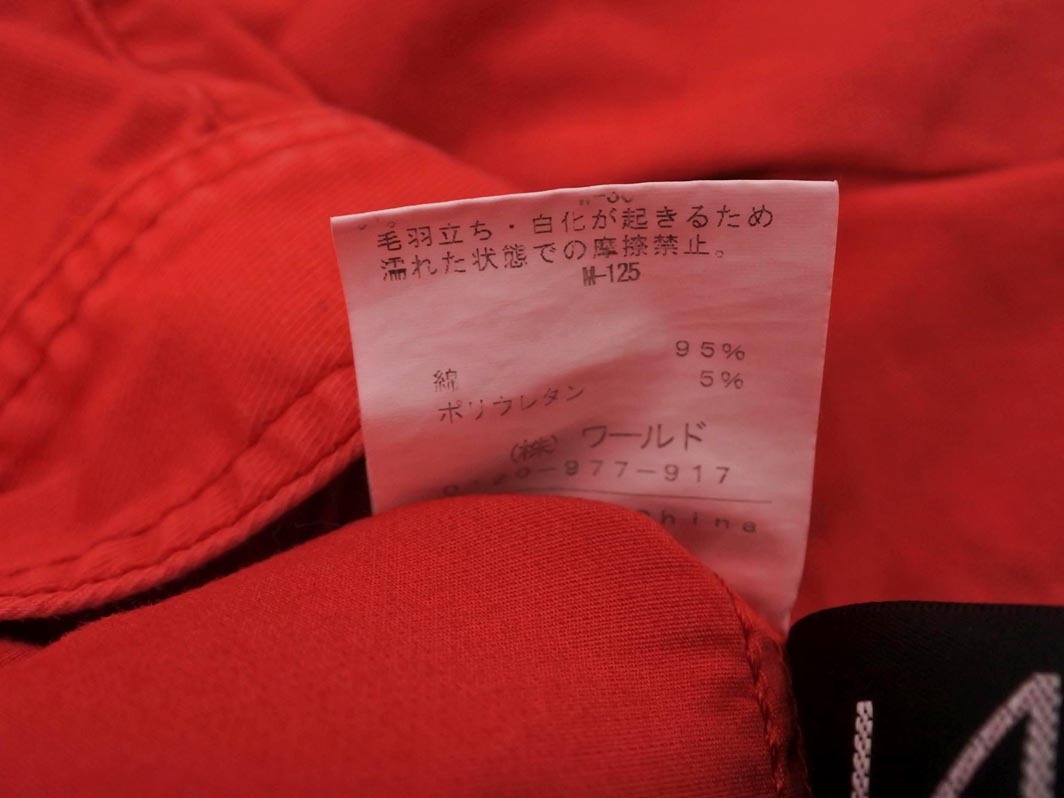 毛羽立ち・白化が起きるため
濡れた状態での摩擦禁止。
M-125
95%
綿
5%
ポリウレタン
(株) ワールド
0120-977-917
China